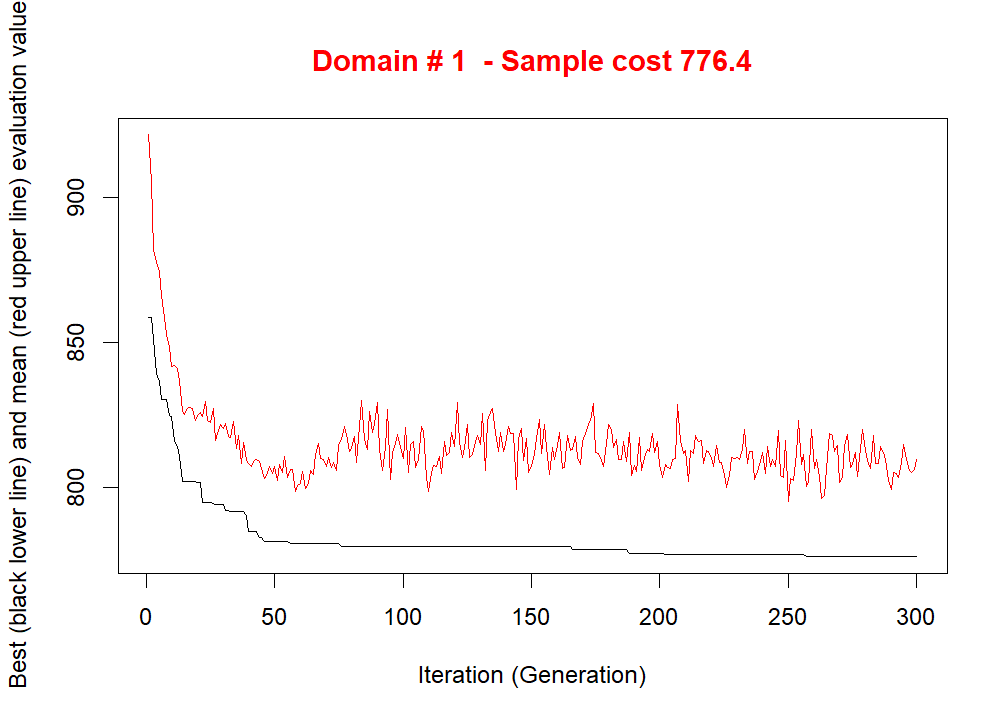 Domain # 1  - Sample cost 776.4
Best (black lower line) and mean (red upper line) evaluation value
900
850
800
0 50 100 150 200 250 300
Iteration (Generation)